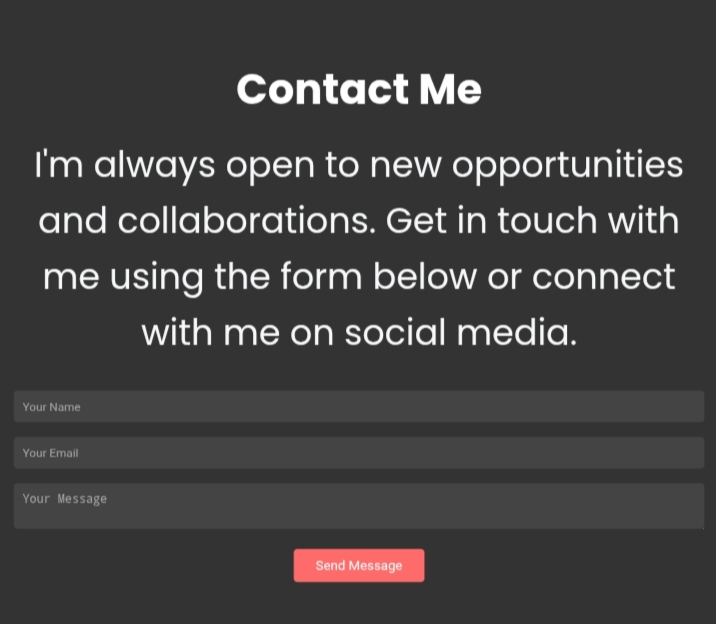 Contact Me
I'm always open to new opportunities
and collaborations. Get in touch with
me using the form below or connect
with me on social media.
Your Name
Your Email
Your Message
Send Message